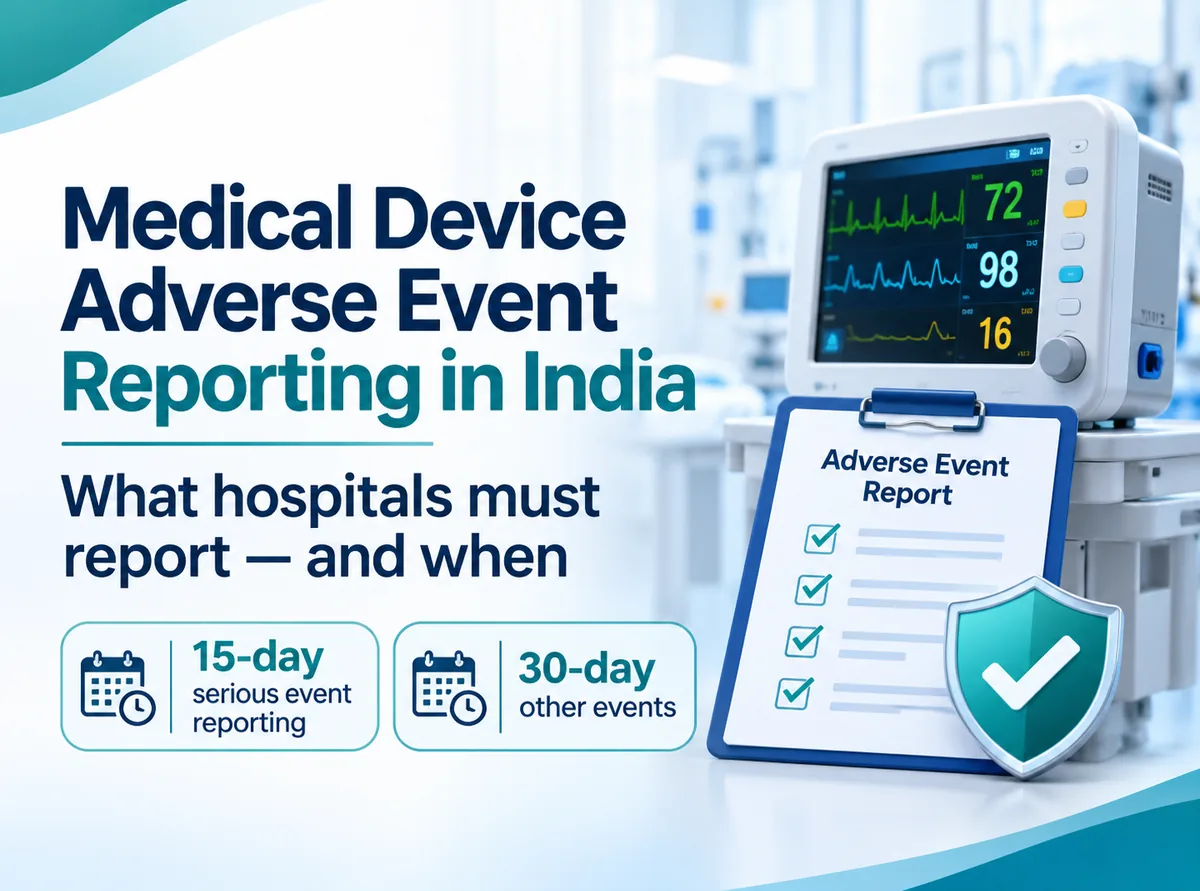 Medical Device
Adverse Event
Reporting in India
What hospitals must
report — and when
15-day
serious event
reporting
30-day
other events
72
98
16
Adverse Event
Report